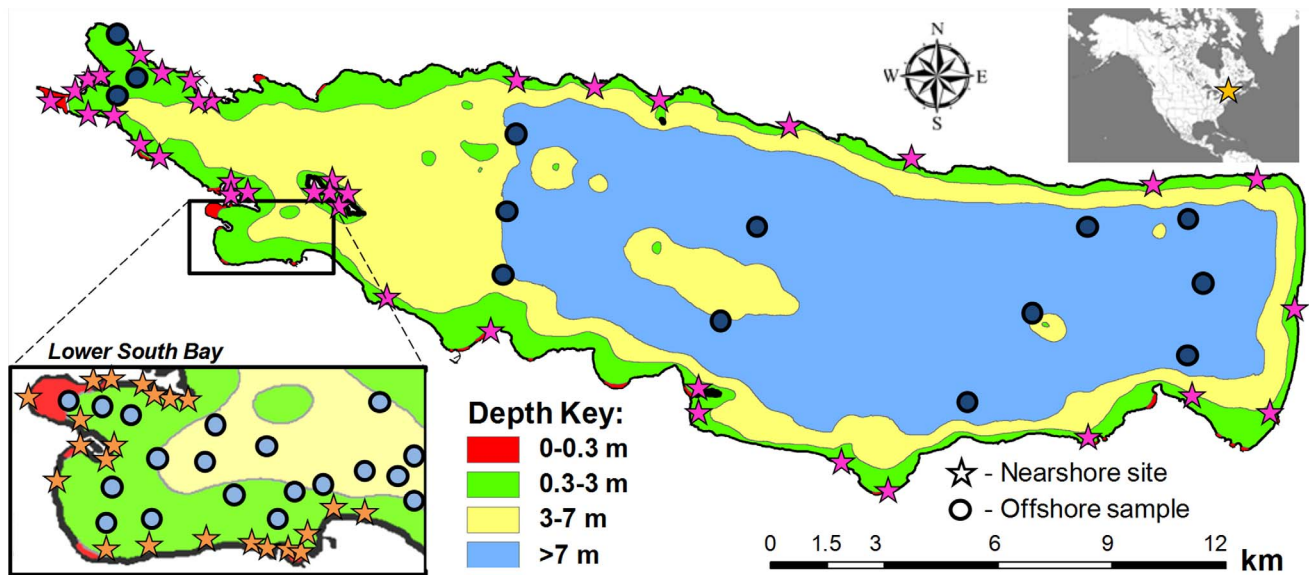 N
W E
S
Lower South Bay
Depth Key:
0-0.3 m
0.3-3 m
3-7 m
>7 m
- Nearshore site
- Offshore sample
0 1.5 3 6 9 12 km